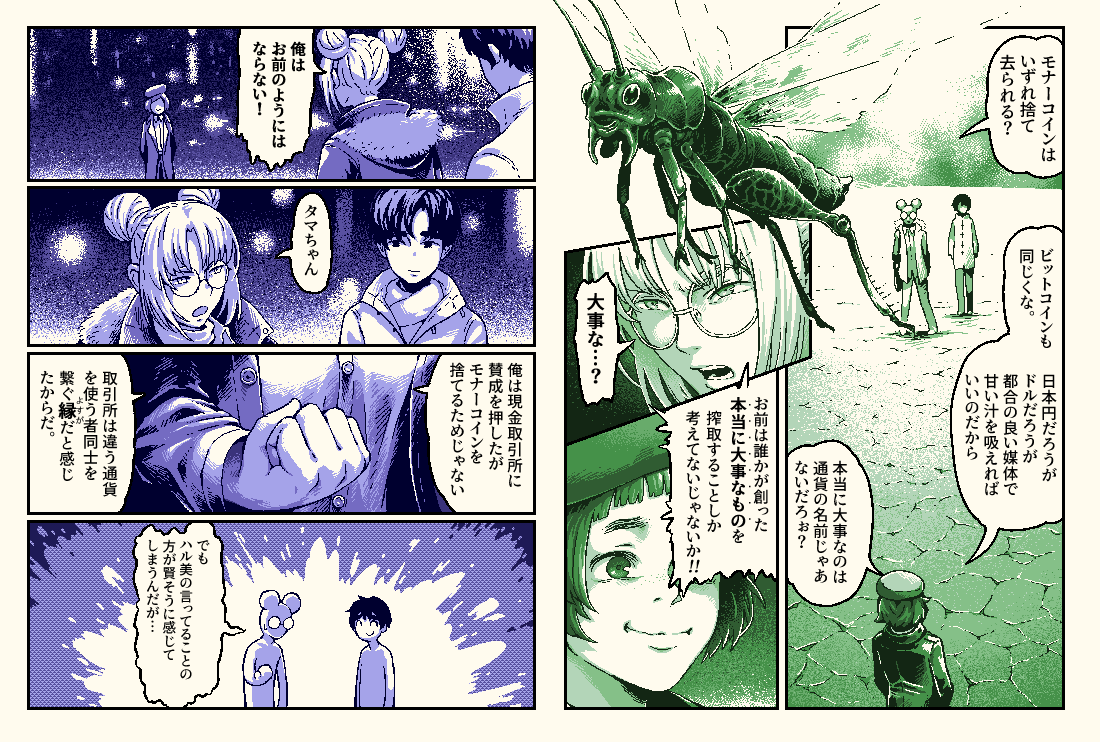 モナーコインは
いずれ捨て
去られる？
ビットコインも
同じくな。
日本円だろうが
ドルだろうが
都合の良い媒体で
甘い汁を吸えれば
いいのだから
本当に大事なのは
通貨の名前じゃあ
ないだろぉ？
大事な…？
お前は誰かが創った
本当に大事なものを
搾取することしか
考えてないじゃないか!!
俺は
お前のようには
ならない！
タマちゃん
俺は現金取引所に
賛成を押したが
モナーコインを
捨てるためじゃない
取引所は違う通貨
を使う者同士を
繋ぐ縁だと感じ
よすが
たからだ。
でも
ハル美の言ってることの
方が賢そうに感じて
しまうんだが…